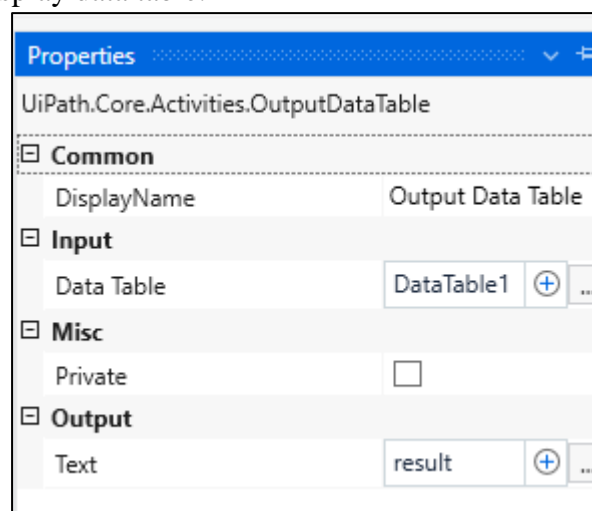 Properties
UiPath.Core.Activities.OutputDataTable
Common
DisplayName Output Data Table
Input
Data Table DataTable1 ...
Misc
Private
Output
Text result ...